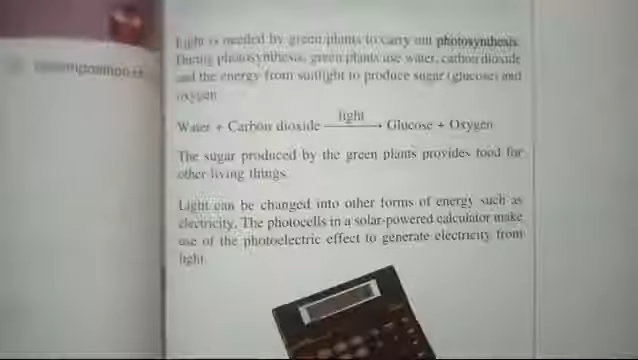 Light is needed by green plants to carry out photosynthesis.
During photosynthesis, green plants use water, carbon dioxide
and the energy from sunlight to produce sugar (glucose) and
oxygen.
light
Water + Carbon dioxide ⟶ Glucose + Oxygen
The sugar produced by the green plants provides food for
other living things.
Light can be changed into other forms of energy such as
electricity. The photocells in a solar-powered calculator make
use of the photoelectric effect to generate electricity from
light.